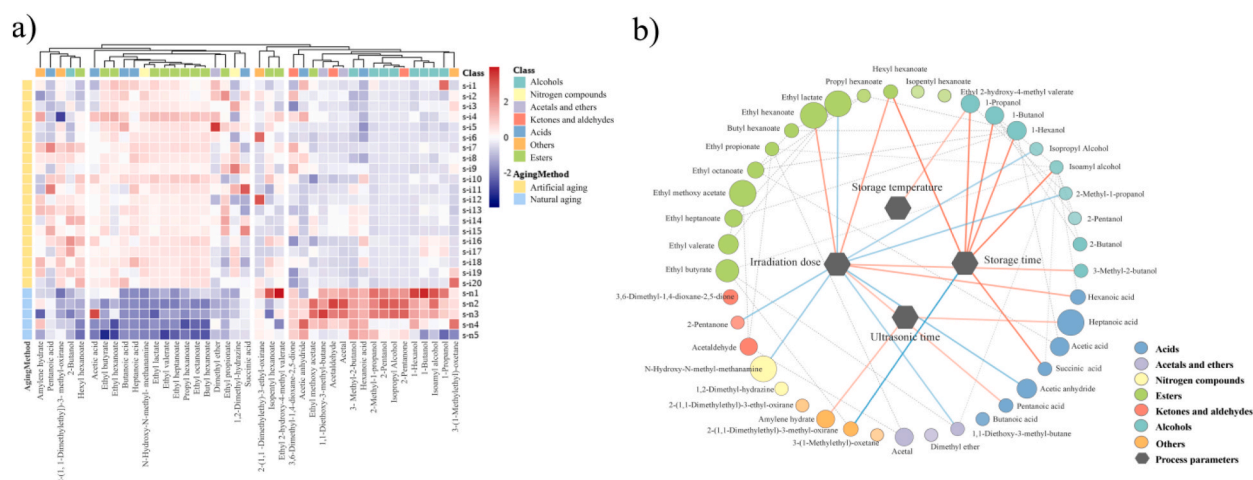 a)
Class
s-i1
s-i2
s-i3
s-i4
s-i5
s-i6
s-i7
s-i8
s-i9
s-i10
s-i11
s-i12
s-i13
s-i14
s-i15
s-i16
s-i17
s-i18
s-i19
s-i20
s-n1
s-n2
s-n3
s-n4
s-n5
AgingMethod
Amylene hydrate
Pentanoic acid
2-Butanol
Hexyl hexanoate
Acetic acid
Ethyl butyrate
Ethyl hexanoate
Butanoic acid
Heptanoic acid
N-Hydroxy-N-methyl- methanamine
Ethyl lactate
Ethyl valerate
Ethyl heptanoate
Propyl hexanoate
Ethyl octanoate
Butyl hexanoate
Dimethyl ether
Ethyl propionate
1,2-Dimethyl-hydrazine
Succinic acid
2-(1,1 -Dimethylethyl)-3-ethyl-oxirane
Isopentyl hexanoate
Ethyl 2-hydroxy-4-methyl valerate
3,6-Dimethyl-1,4-dioxane-2,5-dione
Acetic anhydride
Ethyl methoxy acetate
1,1-Diethoxy-3-methyl-butane
Acetaldehyde
Acetal
3- Methyl-2-butanol
Hexanoic acid
2-Methyl-1-propanol
2-Pentanol
Isopropyl Alcohol
2-Pentanone
1-Hexanol
1-Butanol
Isoamyl alcohol
1-Propanol
3-(1-Methylethyl)-oxetane
2
0
-2
Class
Alcohols
Nitrogen compounds
Acetals and ethers
Ketones and aldehydes
Acids
Others
Esters
AgingMethod
Artificial aging
Natural aging
b)
Hexyl hexanoate
Propyl hexanoate
Isopentyl hexanoate
Ethyl lactate
Ethyl 2-hydroxy-4-methyl valerate
1-Propanol
Ethyl hexanoate
1-Butanol
Butyl hexanoate
1-Hexanol
Ethyl propionate
Isopropyl Alcohol
Ethyl octanoate
Isoamyl alcohol
Storage temperature
Ethyl methoxy acetate
2-Methyl-1-propanol
Ethyl heptanoate
2-Pentanol
Ethyl valerate
2-Butanol
Irradiation dose
Storage time
Ethyl butyrate
3-Methyl-2-butanol
3,6-Dimethyl-1,4-dioxane-2,5-dione
Hexanoic acid
2-Pentanone
Heptanoic acid
Ultrasonic time
Acetaldehyde
Acetic acid
N-Hydroxy-N-methyl-methanamine
Succinic acid
1,2-Dimethyl-hydrazine
Acetic anhydride
2-(1,1-Dimethylethyl)-3-ethyl-oxirane
Pentanoic acid
Amylene hydrate
Butanoic acid
2-(1,1-Dimethylethyl)-3-methyl-oxirane
1,1-Diethoxy-3-methyl-butane
3-(1-Methylethyl)-oxetane
Dimethyl ether
Acetal
Acids
Acetals and ethers
Nitrogen compounds
Esters
Ketones and aldehydes
Alcohols
Others
Process parameters